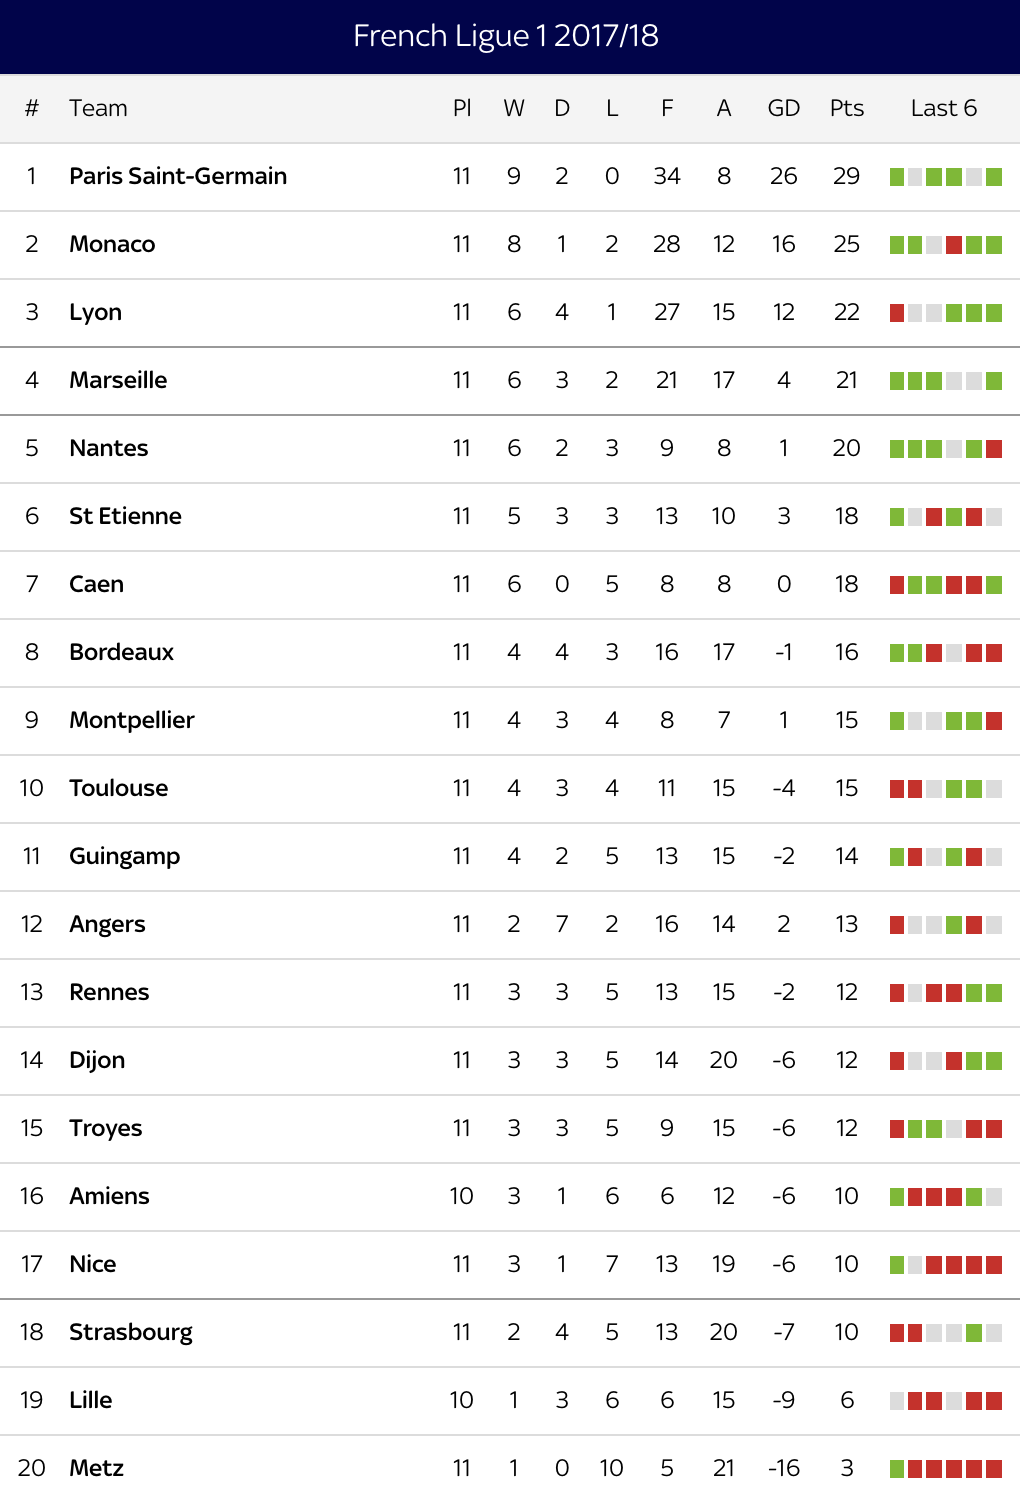 French Ligue 1 2017/18
# Team Pl W D L F A GD Pts Last 6
1 Paris Saint-Germain 11 9 2 0 34 8 26 29
2 Monaco 11 8 1 2 28 12 16 25
3 Lyon 11 6 4 1 27 15 12 22
4 Marseille 11 6 3 2 21 17 4 21
5 Nantes 11 6 2 3 9 8 1 20
6 St Etienne 11 5 3 3 13 10 3 18
7 Caen 11 6 0 5 8 8 0 18
8 Bordeaux 11 4 4 3 16 17 -1 16
9 Montpellier 11 4 3 4 8 7 1 15
10 Toulouse 11 4 3 4 11 15 -4 15
11 Guingamp 11 4 2 5 13 15 -2 14
12 Angers 11 2 7 2 16 14 2 13
13 Rennes 11 3 3 5 13 15 -2 12
14 Dijon 11 3 3 5 14 20 -6 12
15 Troyes 11 3 3 5 9 15 -6 12
16 Amiens 10 3 1 6 6 12 -6 10
17 Nice 11 3 1 7 13 19 -6 10
18 Strasbourg 11 2 4 5 13 20 -7 10
19 Lille 10 1 3 6 6 15 -9 6
20 Metz 11 1 0 10 5 21 -16 3